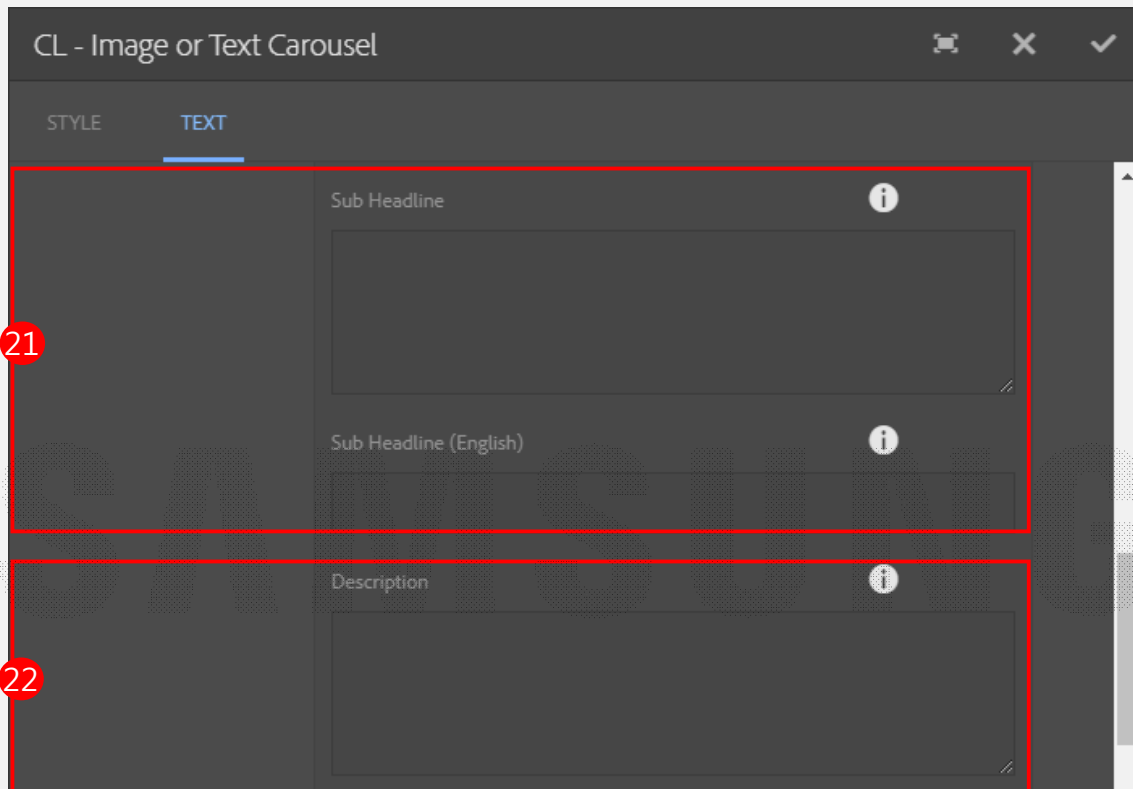 CL - Image or Text Carousel
STYLE TEXT
Sub Headline
21
Sub Headline (English)
SAMSUNG
Description
22